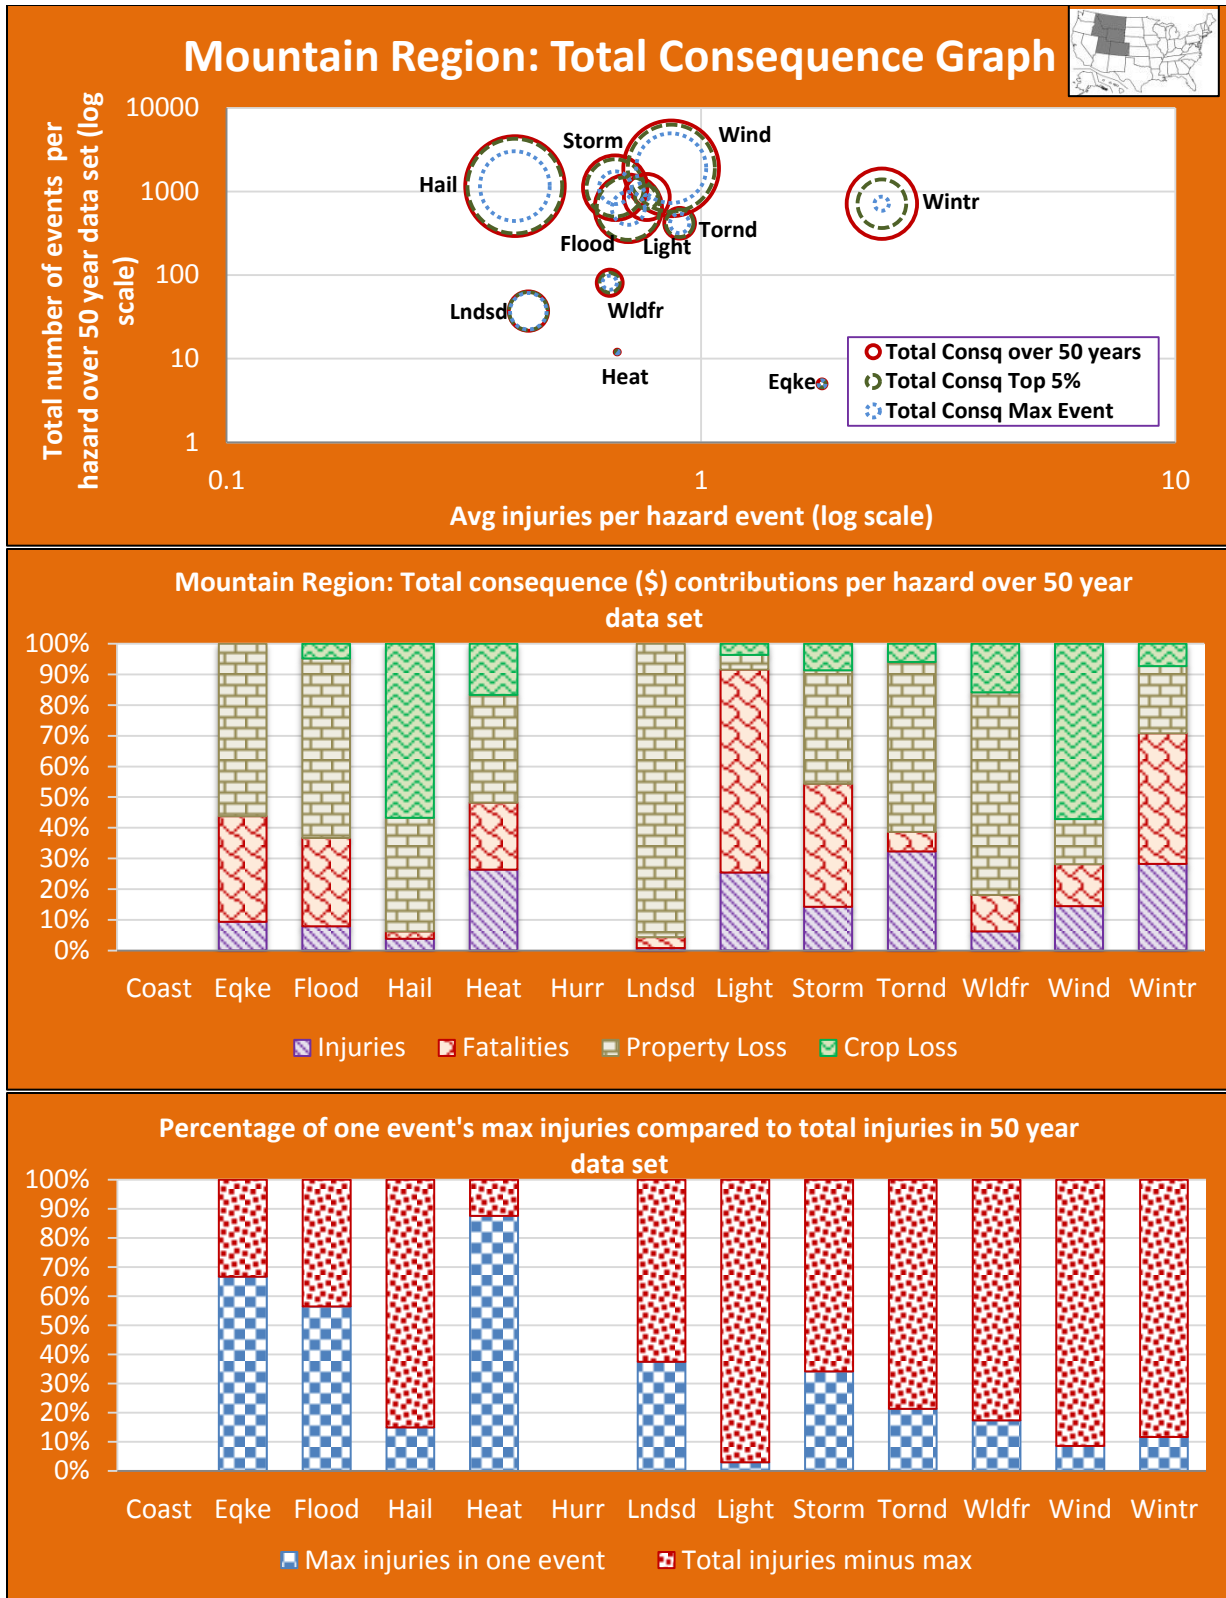 Mountain Region: Total Consequence Graph
Total number of events per
hazard over 50 year data set (log
scale)
10000
1000
100
10
1
Storm
Wind
Hail
Wintr
Flood
Light
Tornd
Lndsd
Wldfr
Heat
Eqke
Total Consq over 50 years
Total Consq Top 5%
Total Consq Max Event
0.1 1 10
Avg injuries per hazard event (log scale)
Mountain Region: Total consequence ($) contributions per hazard over 50 year
data set
100%
90%
80%
70%
60%
50%
40%
30%
20%
10%
0%
Coast Eqke Flood Hail Heat Hurr Lndsd Light Storm Tornd Wldfr Wind Wintr
Injuries Fatalities Property Loss Crop Loss
Percentage of one event's max injuries compared to total injuries in 50 year
data set
100%
90%
80%
70%
60%
50%
40%
30%
20%
10%
0%
Coast Eqke Flood Hail Heat Hurr Lndsd Light Storm Tornd Wldfr Wind Wintr
Max injuries in one event Total injuries minus max